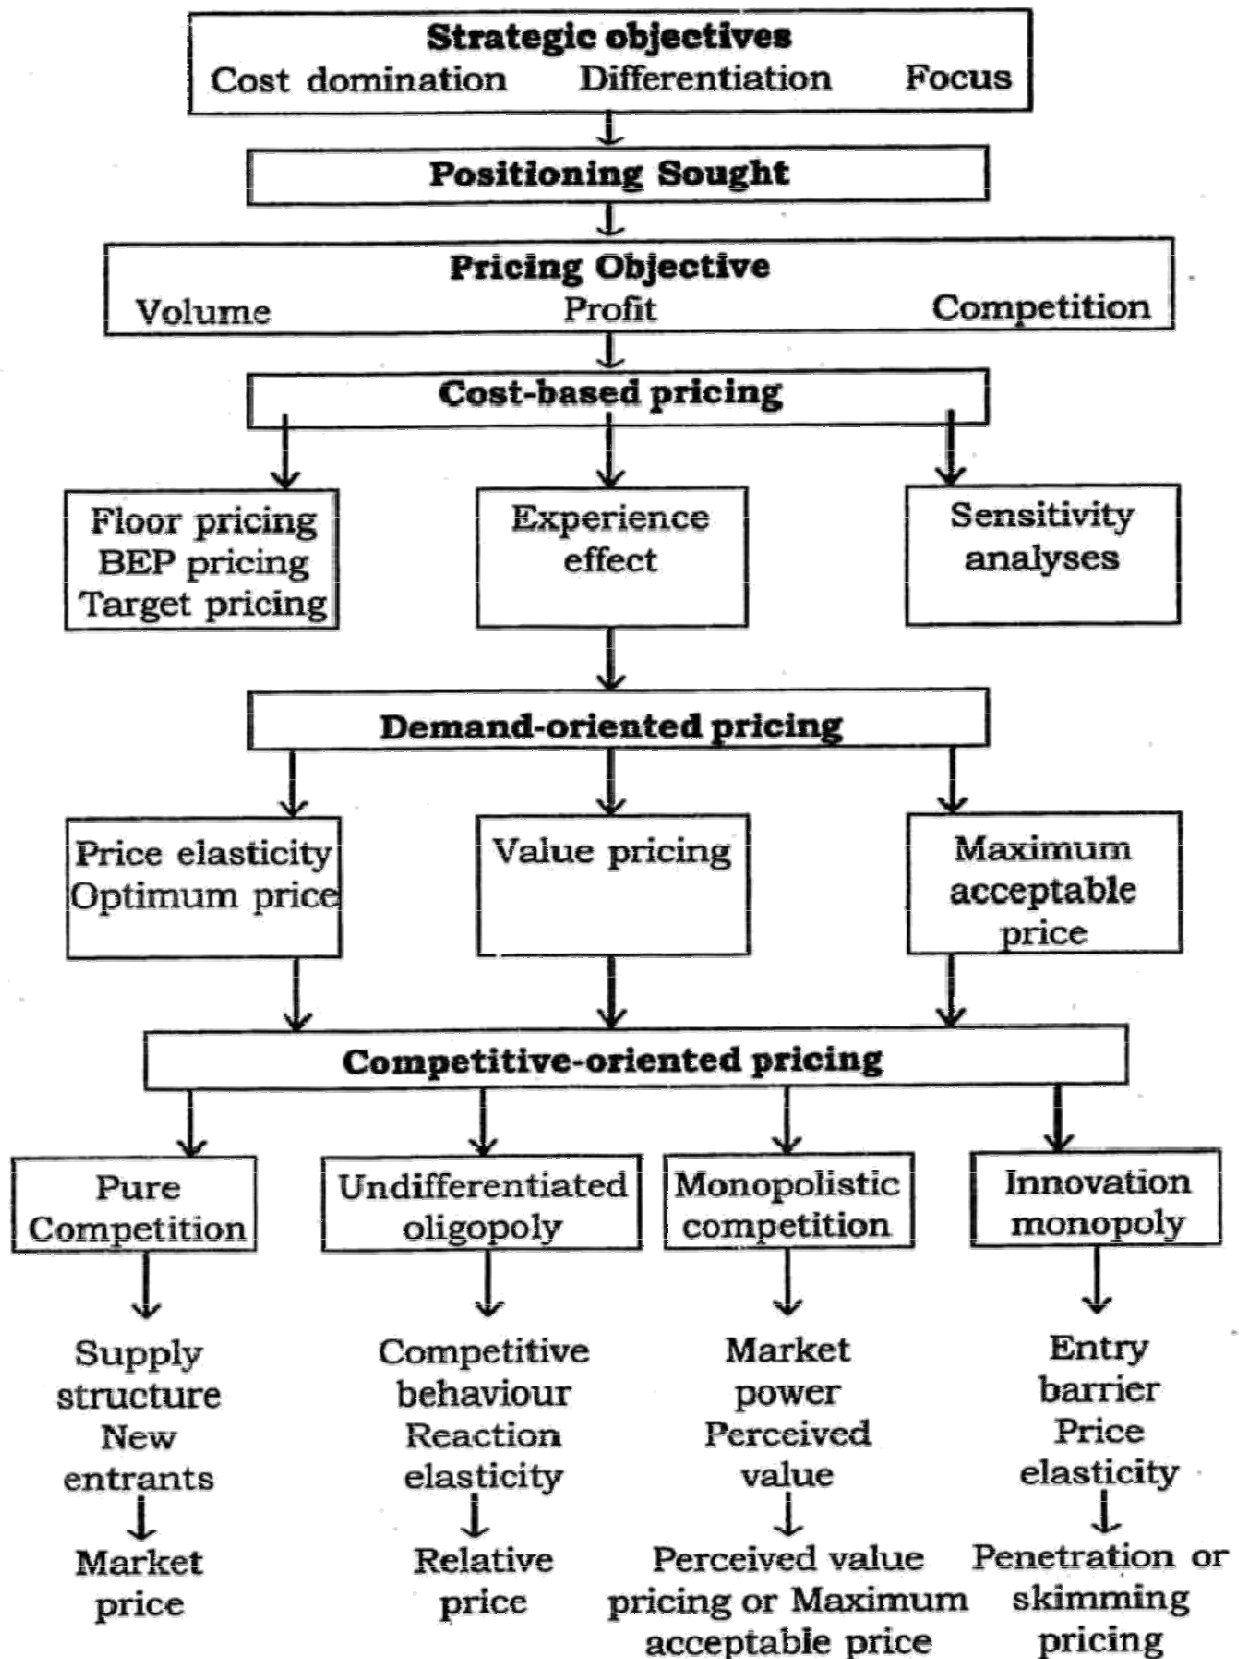 Strategic objectives
Cost domination Differentiation Focus
Positioning Sought
Pricing Objective
Volume Profit Competition
Cost-based pricing
Floor pricing
BEP pricing
Target pricing
Experience
effect
Sensitivity
analyses
Demand-oriented pricing
Price elasticity
Optimum price
Value pricing
Maximum
acceptable
price
Competitive-oriented pricing
Pure
Competition
Undifferentiated
oligopoly
Monopolistic
competition
Innovation
monopoly
Supply
structure
New
entrants
Competitive
behaviour
Reaction
elasticity
Market
power
Perceived
value
Entry
barrier
Price
elasticity
Market
price
Relative
price
Perceived value
pricing or Maximum
acceptable price
Penetration or
skimming
pricing